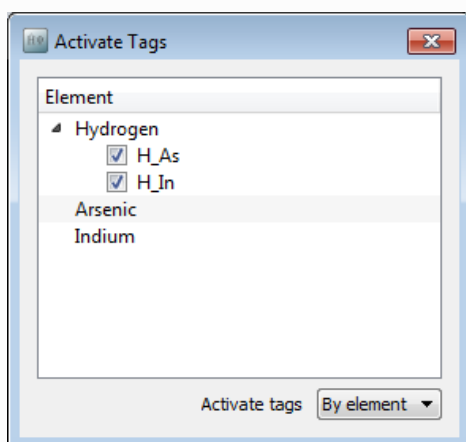 Activate Tags
Element
Hydrogen
H_As
H_In
Arsenic
Indium
Activate tags By element